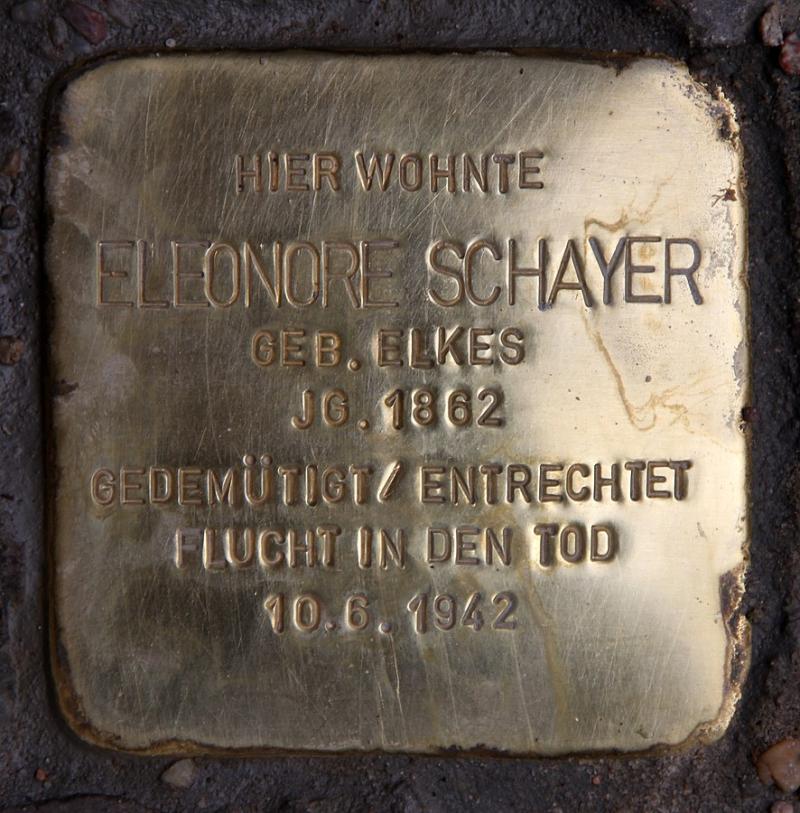 HIER WOHNTE
ELEONORE SCHAYER
GEB. ELKES
JG. 1862
GEDEMÜTIGT/ ENTRECHTET
FLUCHT IN DEN TOD
10.6.1942